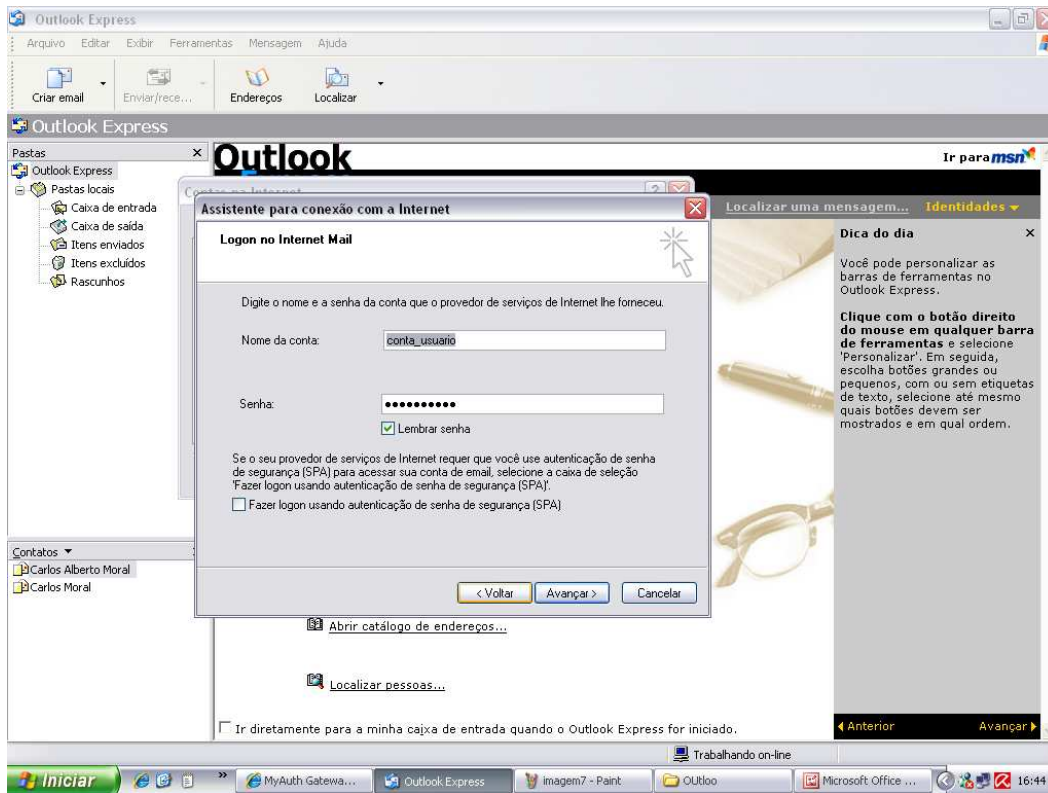 Outlook Express
Arquivo Editar Exibir Ferramentas Mensagem Ajuda
Criar email Enviar/rece... Endereços Localizar
Outlook Express
Pastas
Outlook Express
Pastas locais
Caixa de entrada
Caixa de saída
Itens enviados
Itens excluídos
Rascunhos
Contatos
Carlos Alberto Moral
Carlos Moral
Outlook
Ir para msn
Localizar uma mensagem... Identidades
Contas na Internet
Assistente para conexão com a Internet
Logon no Internet Mail
Digite o nome e a senha da conta que o provedor de serviços de Internet lhe forneceu.
Nome da conta: conta_usuario
Senha: ••••••••••
Lembrar senha
Se o seu provedor de serviços de Internet requer que você use autenticação de senha
de segurança (SPA) para acessar sua conta de email, selecione a caixa de seleção
'Fazer logon usando autenticação de senha de segurança (SPA)'.
Fazer logon usando autenticação de senha de segurança (SPA)
< Voltar Avançar > Cancelar
Abrir catálogo de endereços...
Localizar pessoas...
Ir diretamente para a minha caixa de entrada quando o Outlook Express for iniciado.
Dica do dia
Você pode personalizar as
barras de ferramentas no
Outlook Express.
Clique com o botão direito
do mouse em qualquer barra
de ferramentas e selecione
'Personalizar'. Em seguida,
escolha botões grandes ou
pequenos, com ou sem etiquetas
de texto, selecione até mesmo
quais botões devem ser
mostrados e em qual ordem.
Anterior Avançar
Trabalhando on-line
Iniciar MyAuth Gatewa... Outlook Express imagem7 - Paint OUtloo Microsoft Office ... 16:44